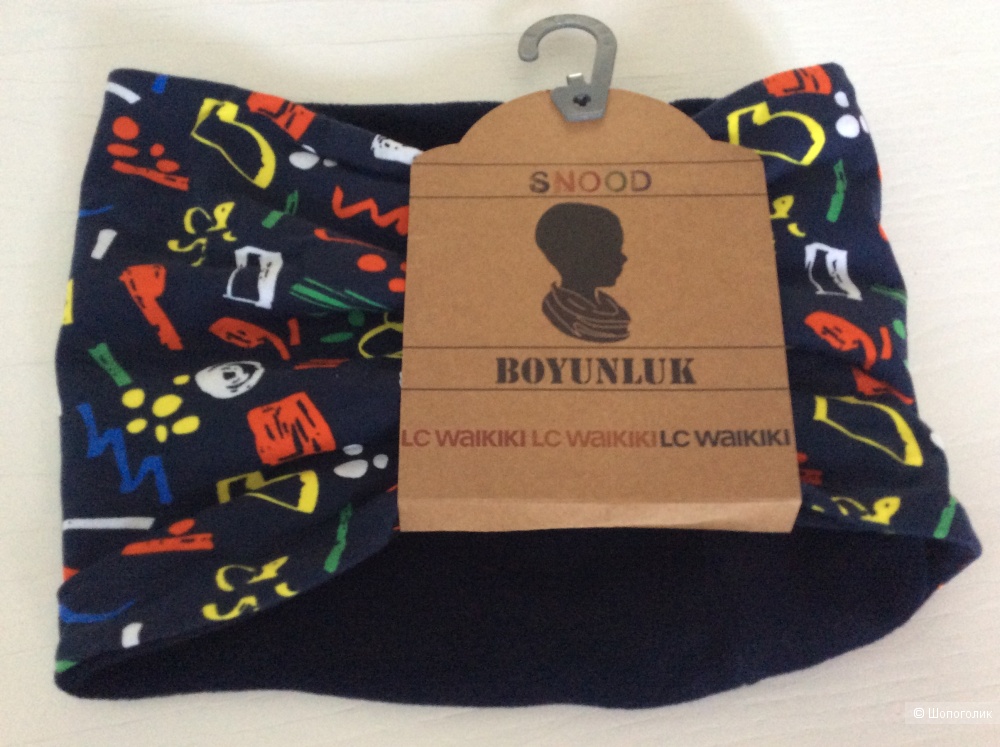 SNOOD
BOYUNLUK
LC WAIKIKI LC WAIKIKI LC WAIKIKI
© Шопоголик